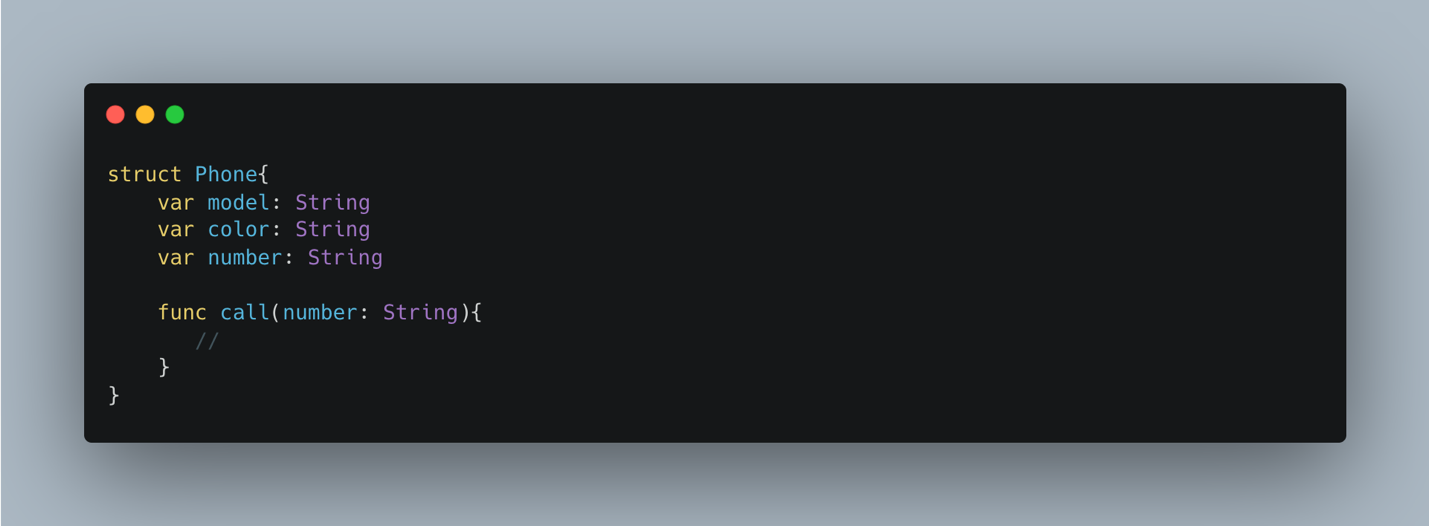 struct Phone{
    var model: String
    var color: String
    var number: String

    func call(number: String){
       //
    }
}